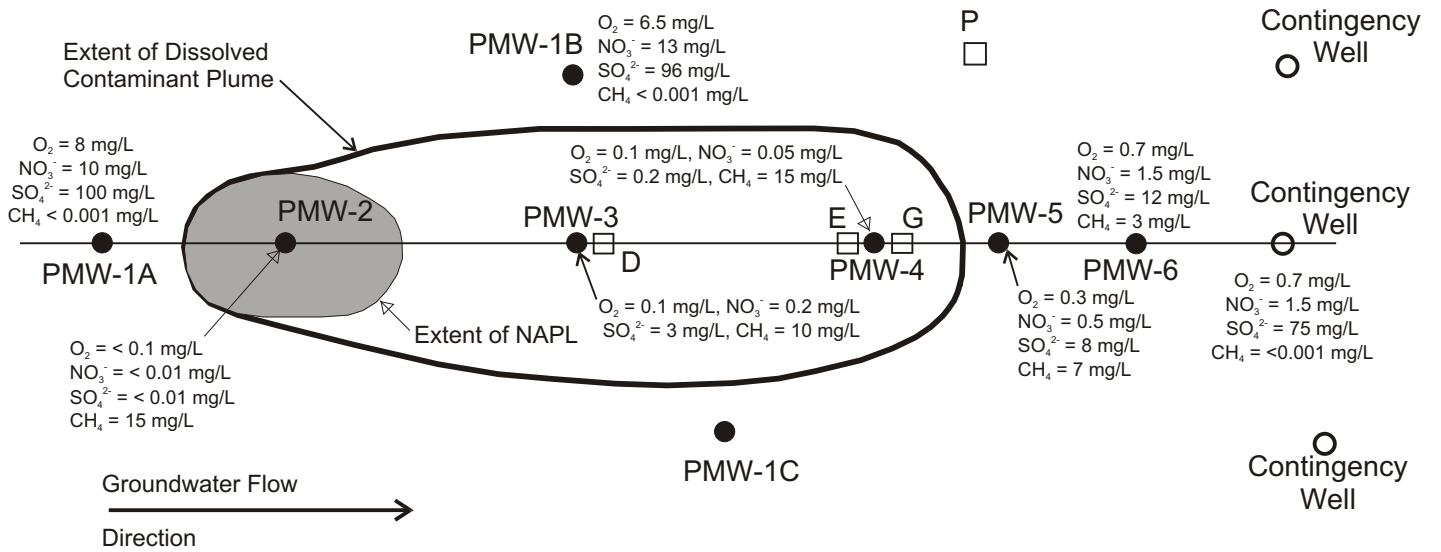 Extent of Dissolved
Contaminant Plume
PMW-1B
O₂ = 6.5 mg/L
NO₃⁻ = 13 mg/L
SO₄²⁻ = 96 mg/L
CH₄ < 0.001 mg/L
P
Contingency
Well
O₂ = 8 mg/L
NO₃⁻ = 10 mg/L
SO₄²⁻ = 100 mg/L
CH₄ < 0.001 mg/L
PMW-1A
PMW-2
O₂ = 0.1 mg/L, NO₃⁻ = 0.05 mg/L
SO₄²⁻ = 0.2 mg/L, CH₄ = 15 mg/L
PMW-3
D
E
G
PMW-4
PMW-5
O₂ = 0.7 mg/L
NO₃⁻ = 1.5 mg/L
SO₄²⁻ = 12 mg/L
CH₄ = 3 mg/L
PMW-6
Contingency
Well
O₂ = 0.7 mg/L
NO₃⁻ = 1.5 mg/L
SO₄²⁻ = 75 mg/L
CH₄ = <0.001 mg/L
O₂ = 0.1 mg/L, NO₃⁻ = 0.2 mg/L
SO₄²⁻ = 3 mg/L, CH₄ = 10 mg/L
O₂ = 0.3 mg/L
NO₃⁻ = 0.5 mg/L
SO₄²⁻ = 8 mg/L
CH₄ = 7 mg/L
Extent of NAPL
O₂ = < 0.1 mg/L
NO₃⁻ = < 0.01 mg/L
SO₄²⁻ = < 0.01 mg/L
CH₄ = 15 mg/L
PMW-1C
Contingency
Well
Groundwater Flow
Direction